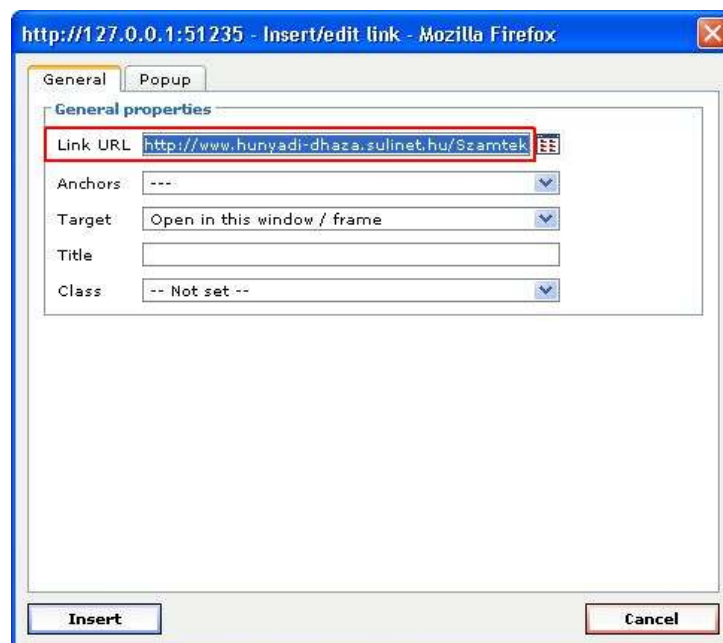 http://127.0.0.1:51235 - Insert/edit link - Mozilla Firefox
General Popup
General properties
Link URL http://www.hunyadi-dhaza.sulinet.hu/Szamtek
Anchors ---
Target Open in this window / frame
Title
Class -- Not set --
Insert Cancel